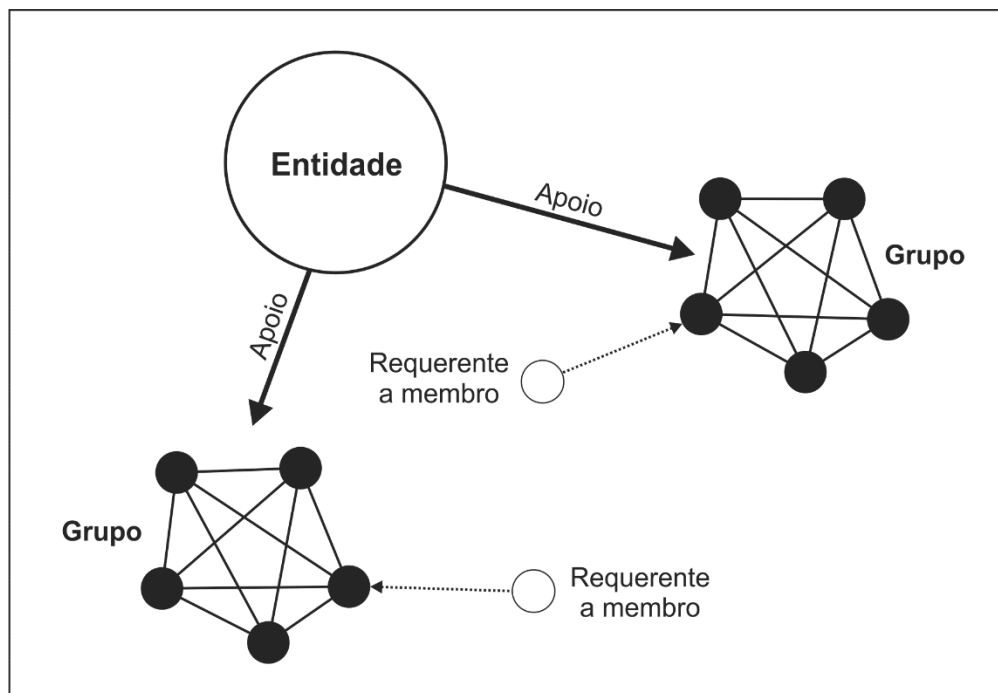 Entidade
Apoio
Grupo
Apoio
Requerente
a membro
Grupo
Requerente
a membro